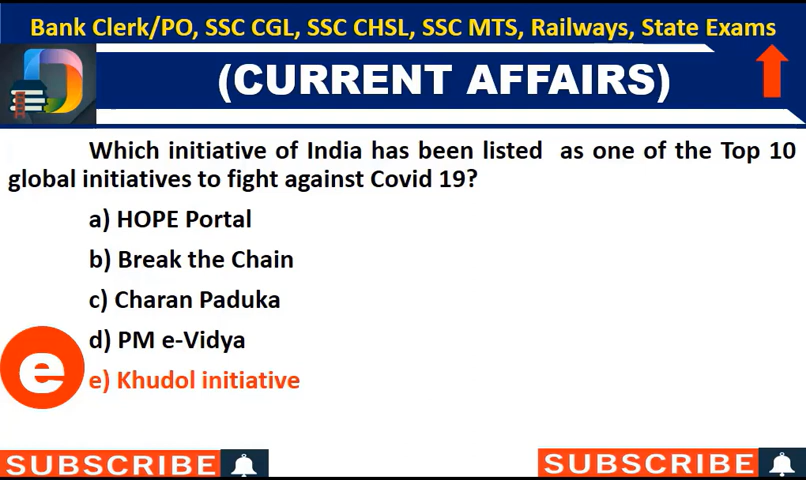 Bank Clerk/PO, SSC CGL, SSC CHSL, SSC MTS, Railways, State Exams
(CURRENT AFFAIRS)
Which initiative of India has been listed as one of the Top 10
global initiatives to fight against Covid 19?
a) HOPE Portal
b) Break the Chain
c) Charan Paduka
d) PM e-Vidya
e
e) Khudol initiative
SUBSCRIBE
SUBSCRIBE